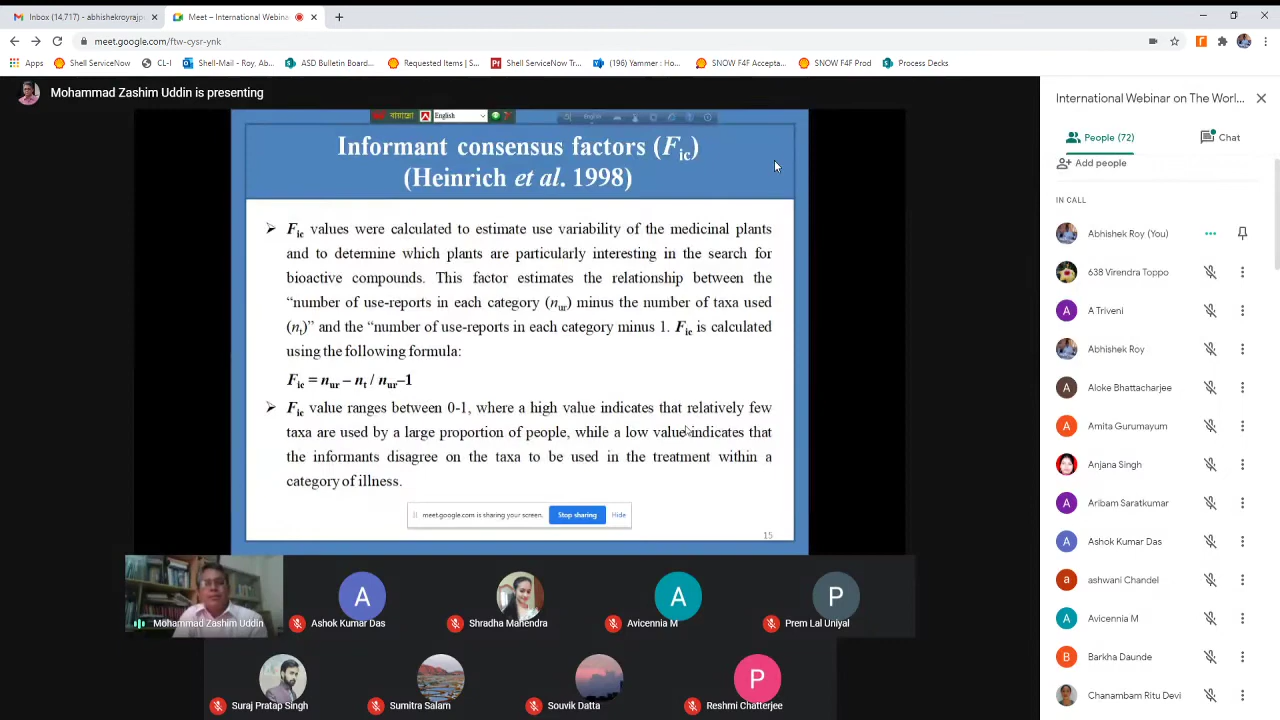 Inbox (14,717) - abhishekroyrajp
Meet – International Webina
meet.google.com/ftw-cysr-ynk
Apps
Shell ServiceNow
CL-I
Shell-Mail - Roy, Ab...
ASD Bulletin Board...
Requested Items | S...
Shell ServiceNow Tr...
(196) Yammer : Ho...
SNOW F4F Accepta...
SNOW F4F Prod
Process Decks
Mohammad Zashim Uddin is presenting
English
Informant consensus factors (Fic)
(Heinrich et al. 1998)
➢ Fic values were calculated to estimate use variability of the medicinal plants
and to determine which plants are particularly interesting in the search for
bioactive compounds. This factor estimates the relationship between the
“number of use-reports in each category (nur) minus the number of taxa used
(nt)” and the “number of use-reports in each category minus 1. Fic is calculated
using the following formula:
Fic = nur – nt / nur–1
➢ Fic value ranges between 0-1, where a high value indicates that relatively few
taxa are used by a large proportion of people, while a low value indicates that
the informants disagree on the taxa to be used in the treatment within a
category of illness.
meet.google.com is sharing your screen.
Stop sharing
Hide
15
Mohammad Zashim Uddin
A
Ashok Kumar Das
Shradha Mahendra
A
Avicennia M
P
Prem Lal Uniyal
Suraj Pratap Singh
Sumitra Salam
Souvik Datta
P
Reshmi Chatterjee
International Webinar on The Worl...
People (72)
Chat
Add people
IN CALL
Abhishek Roy (You)
638 Virendra Toppo
A
A Triveni
Abhishek Roy
A
Aloke Bhattacharjee
A
Amita Gurumayum
Anjana Singh
A
Aribam Saratkumar
A
Ashok Kumar Das
a
ashwani Chandel
A
Avicennia M
B
Barkha Daunde
Chanambam Ritu Devi